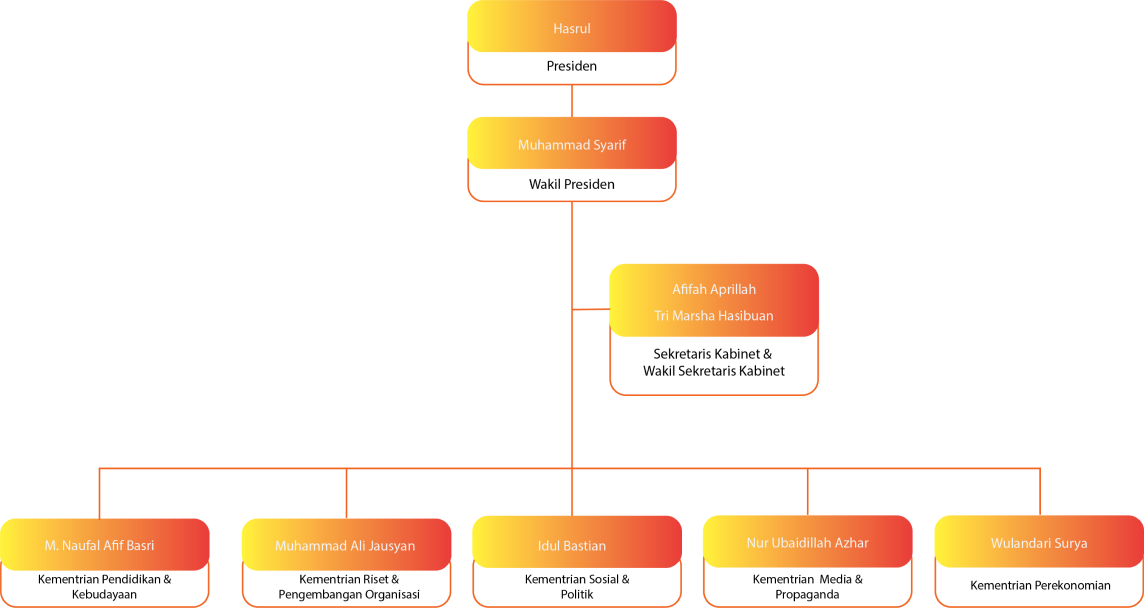 Hasrul
Presiden
Muhammad Syarif
Wakil Presiden
Afifah Aprillah
Tri Marsha Hasibuan
Sekretaris Kabinet &
Wakil Sekretaris Kabinet
M. Naufal Afif Basri
Kementrian Pendidikan &
Kebudayaan
Muhammad Ali Jausyan
Kementrian Riset &
Pengembangan Organisasi
Idul Bastian
Kementrian Sosial &
Politik
Nur Ubaidillah Azhar
Kementrian Media &
Propaganda
Wulandari Surya
Kementrian Perekonomian